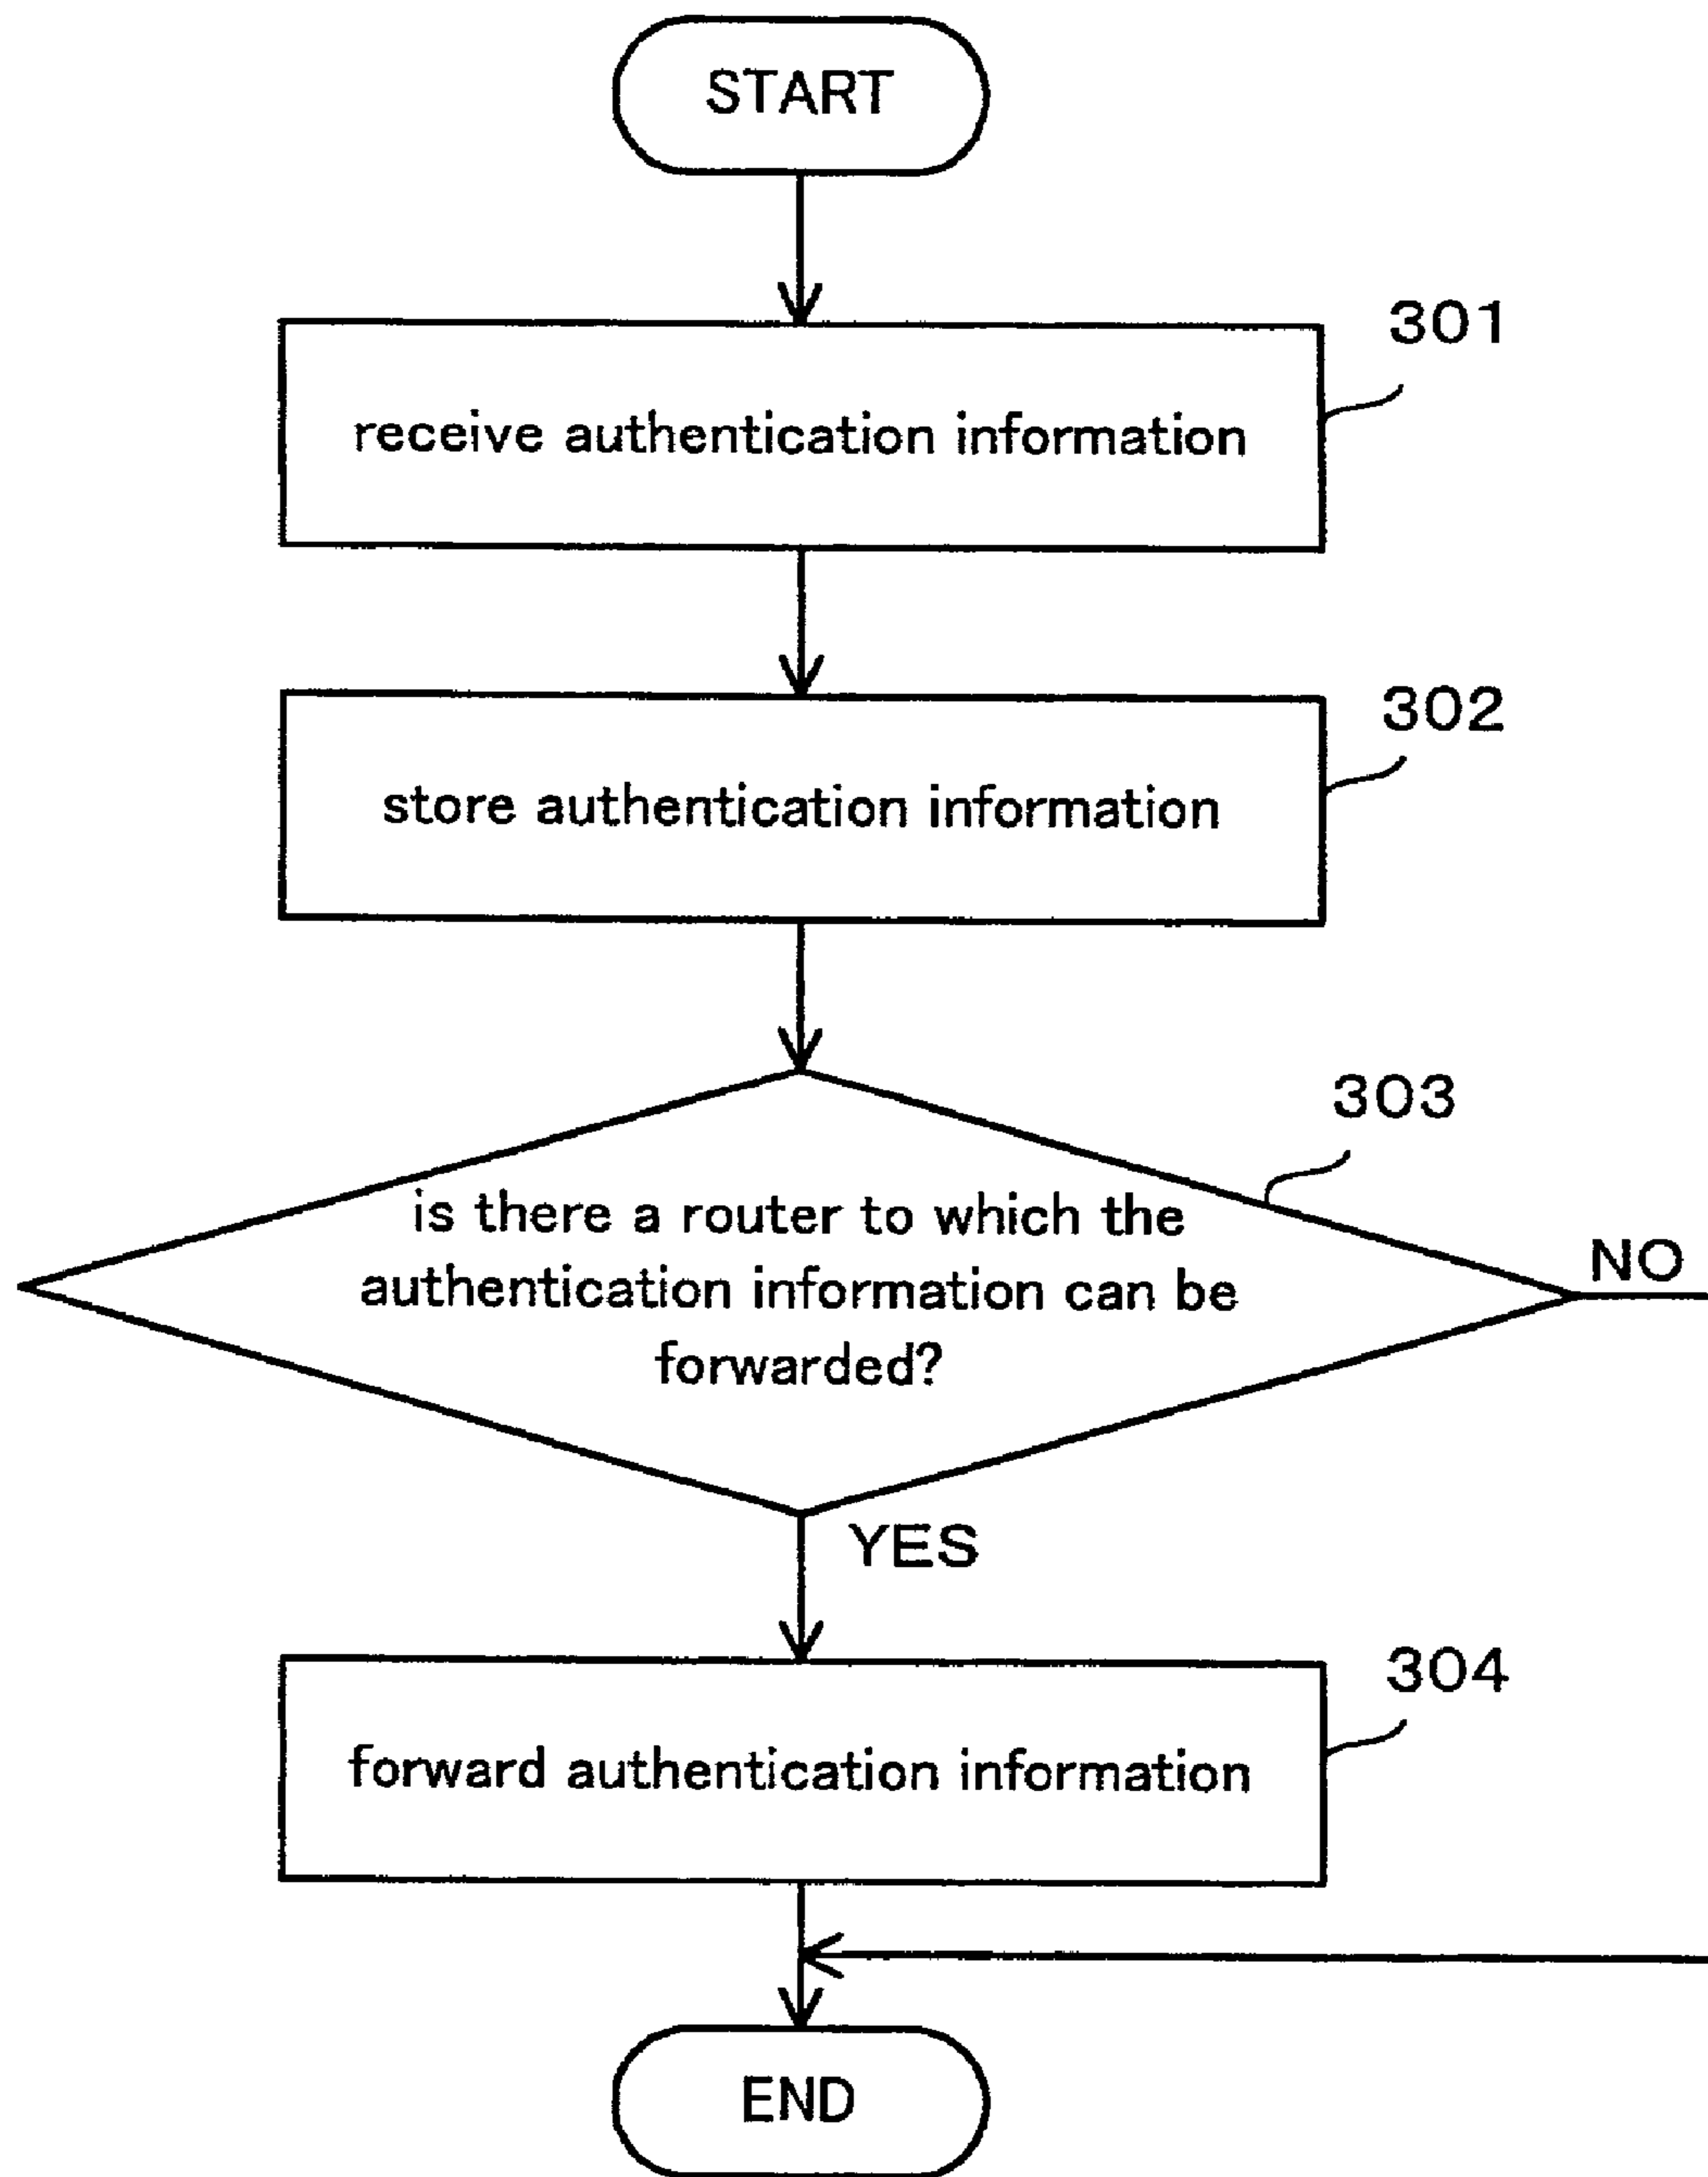 START
301
receive authentication information
302
store authentication information
303
is there a router to which the
authentication information can be
forwarded?
NO
YES
304
forward authentication information
END